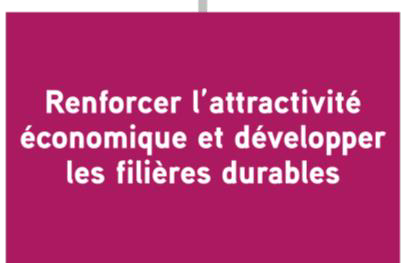 Renforcer l'attractivité
économique et développer
les filières durables